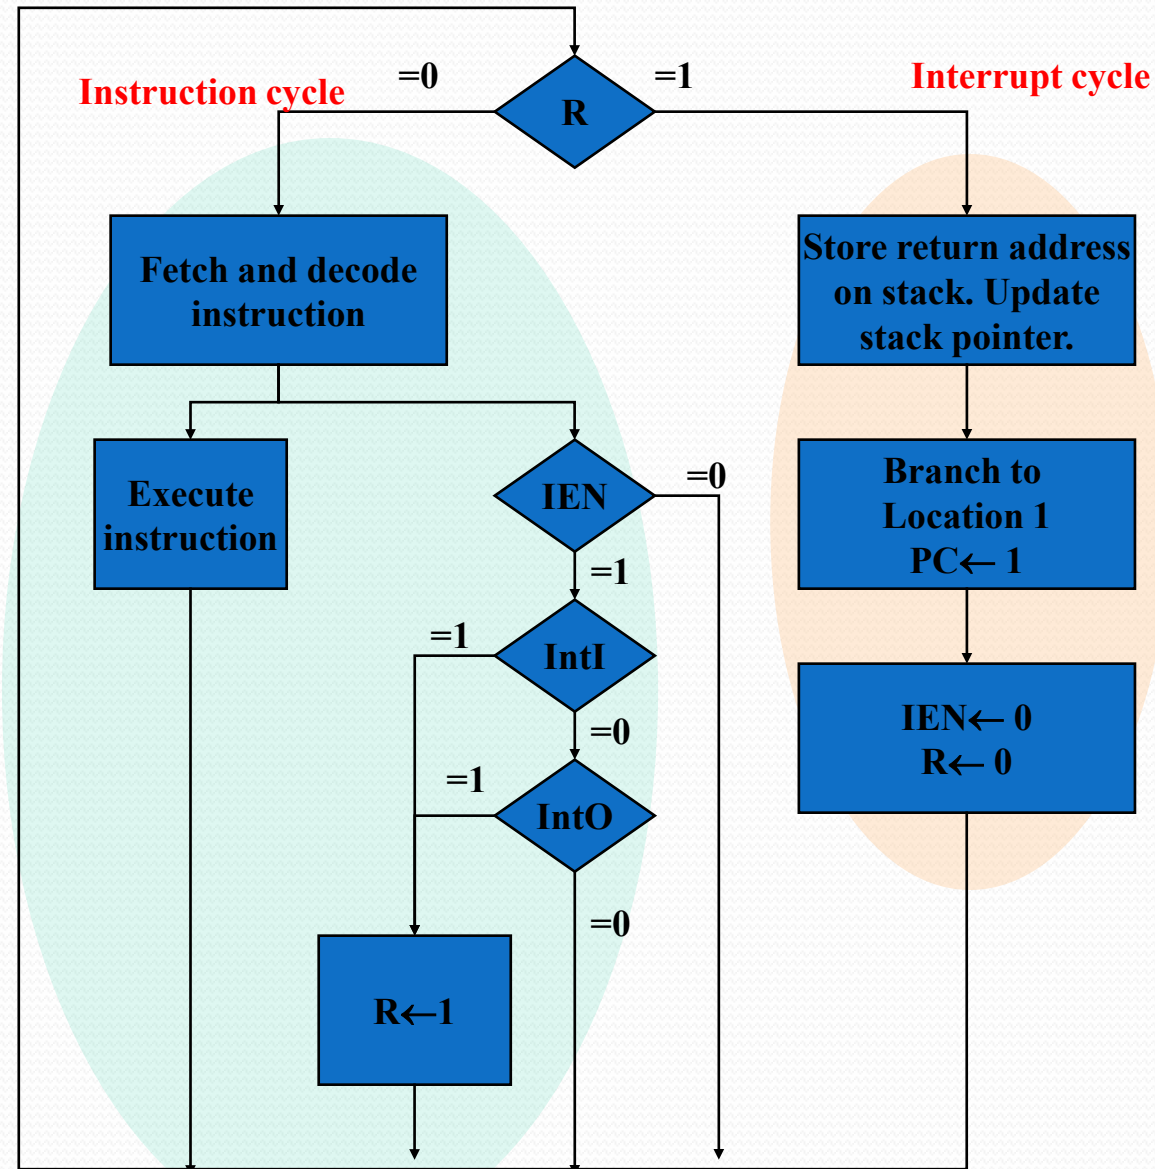 =0
=1
Instruction cycle
Interrupt cycle
R
Fetch and decode
instruction
Store return address
on stack. Update
stack pointer.
Execute
instruction
IEN
=0
=1
Branch to
Location 1
PC← 1
=1
IntI
=0
IEN← 0
R← 0
=1
IntO
=0
R←1